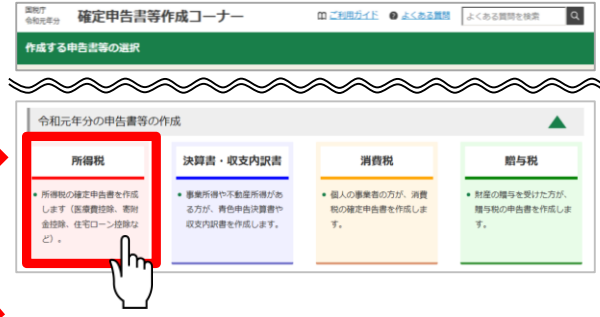 国税庁
令和元年分
確定申告書等作成コーナー
ご利用ガイド
よくある質問
よくある質問を検索
作成する申告書等の選択
令和元年分の申告書等の作成
所得税
・所得税の確定申告書を作成
します（医療費控除、寄附
金控除、住宅ローン控除な
ど）。
決算書・収支内訳書
・事業所得や不動産所得があ
る方が、青色申告決算書や
収支内訳書を作成します。
消費税
・個人の事業者の方が、消費
税の確定申告書を作成しま
す。
贈与税
・財産の贈与を受けた方が、
贈与税の申告書を作成しま
す。